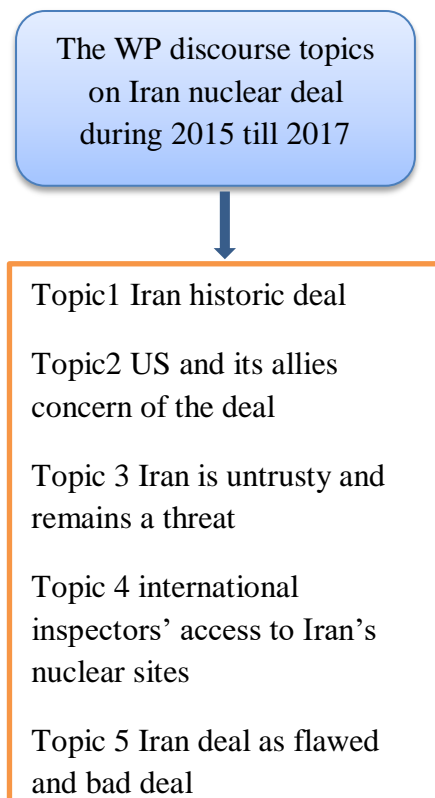 The WP discourse topics
on Iran nuclear deal
during 2015 till 2017
Topic1 Iran historic deal
Topic2 US and its allies
concern of the deal
Topic 3 Iran is untrusty and
remains a threat
Topic 4 international
inspectors’ access to Iran’s
nuclear sites
Topic 5 Iran deal as flawed
and bad deal